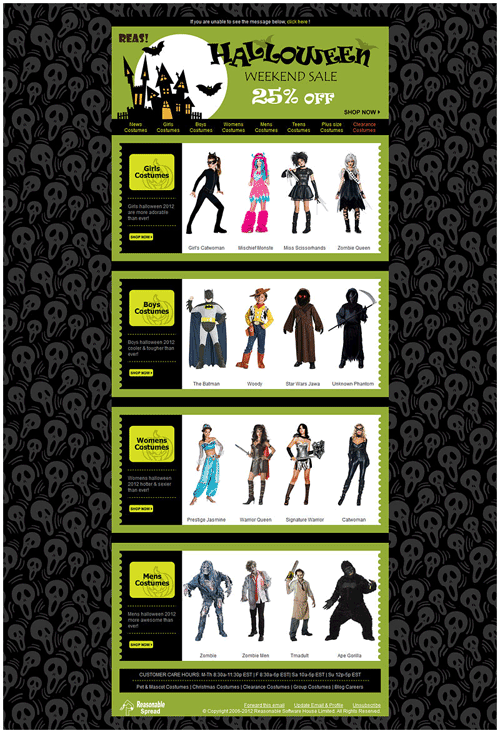 If you are unable to see the message below, click here !
REAS!
HALLOWEEN
WEEKEND SALE
25% OFF
SHOP NOW
News Costumes
Girls Costumes
Boys Costumes
Womens Costumes
Mens Costumes
Teens Costumes
Plus size Costumes
Clearance Costumes
Girls
Costumes
Girls halloween 2012
are more adorable
than ever!
SHOP NOW
Girl's Catwoman
Mischief Monste
Miss Scissorhands
Zombie Queen
Boys
Costumes
Boys halloween 2012
cooler & tougher than
ever!
SHOP NOW
The Batman
Woody
Star Wars Jawa
Unknown Phantom
Womens
Costumes
Womens halloween
2012 hotter & sexier
than ever!
SHOP NOW
Prestige Jasmine
Warrior Queen
Signature Warrior
Catwoman
Mens
Costumes
Mens halloween 2012
more awesome than
ever!
SHOP NOW
Zombie
Zombie Men
Tmadult
Ape Gorilla
CUSTOMER CARE HOURS: M-Th 8:30a-11:30p EST | F 8:30a-5p EST| Sa 10a-5p EST | Su 12p-5p EST
Pet & Mascot Costumes | Christmas Costumes | Clearance Costumes | Group Costumes | Blog Careers
Reasonable
Spread
Forward this email
Update Email & Profile
Unsubscribe
© Copyright 2006-2012 Reasonable Software House Limited. All Rights Reserved.